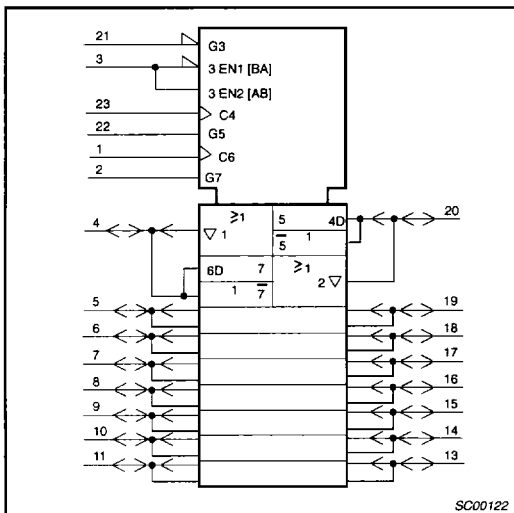 21 G3
3 3 EN1 [BA]
3 EN2 [AB]
23 C4
22 G5
1 C6
2 G7
4 ≥1 5 4D 20
▽ 1 5̅ 1
6D 7 ≥1
1 7̅ 2 ▽
5 19
6 18
7 17
8 16
9 15
10 14
11 13
SC00122